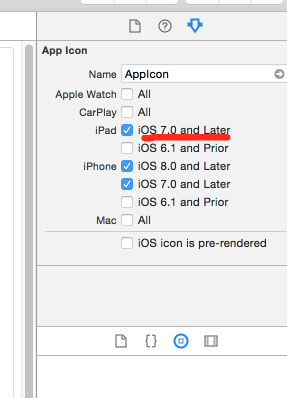 App Icon
Name AppIcon
Apple Watch All
CarPlay All
iPad iOS 7.0 and Later
iOS 6.1 and Prior
iPhone iOS 8.0 and Later
iOS 7.0 and Later
iOS 6.1 and Prior
Mac All
iOS icon is pre-rendered